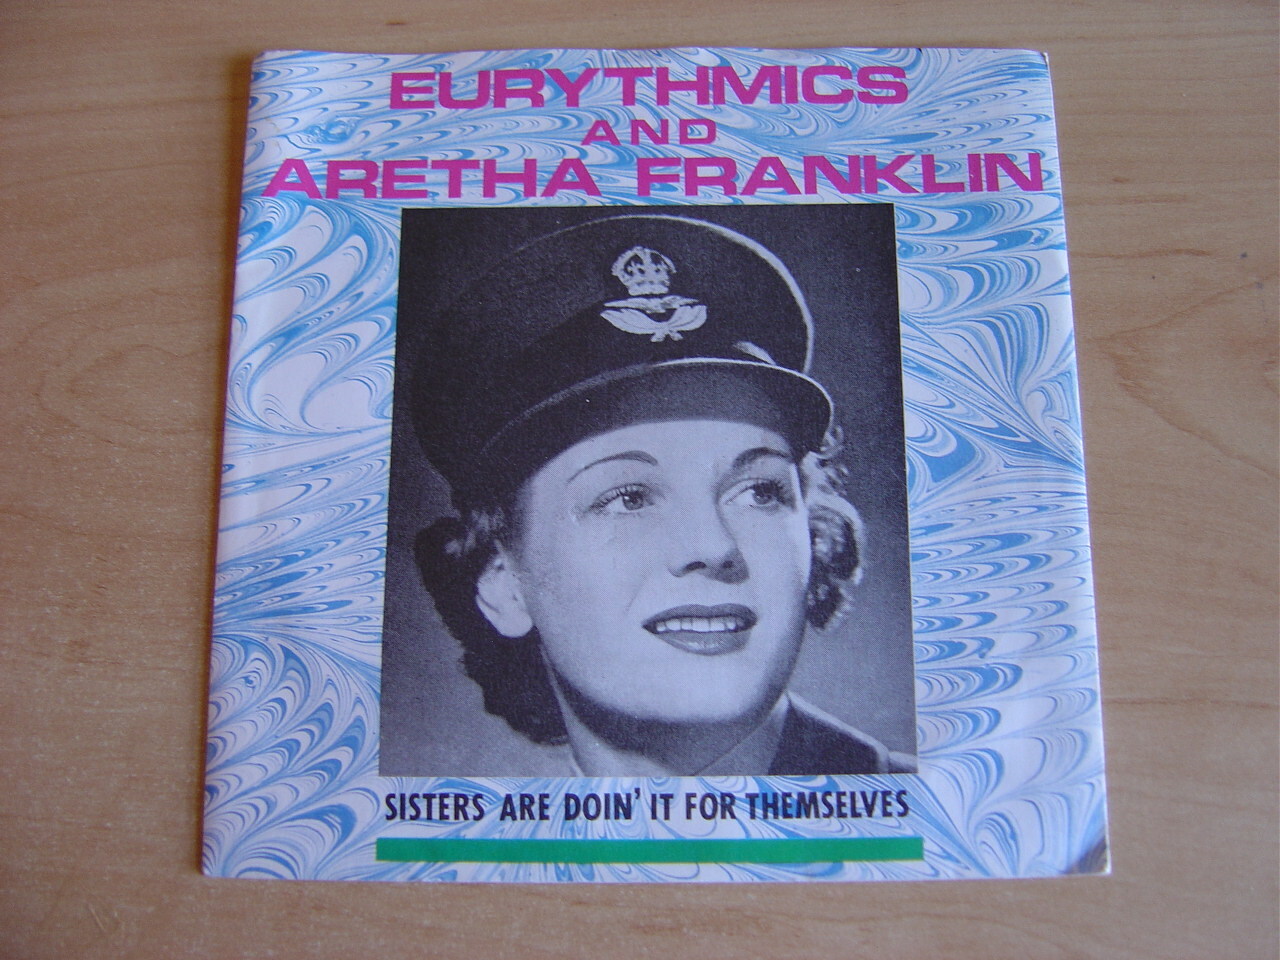 EURYTHMICS
AND
ARETHA FRANKLIN
SISTERS ARE DOIN' IT FOR THEMSELVES